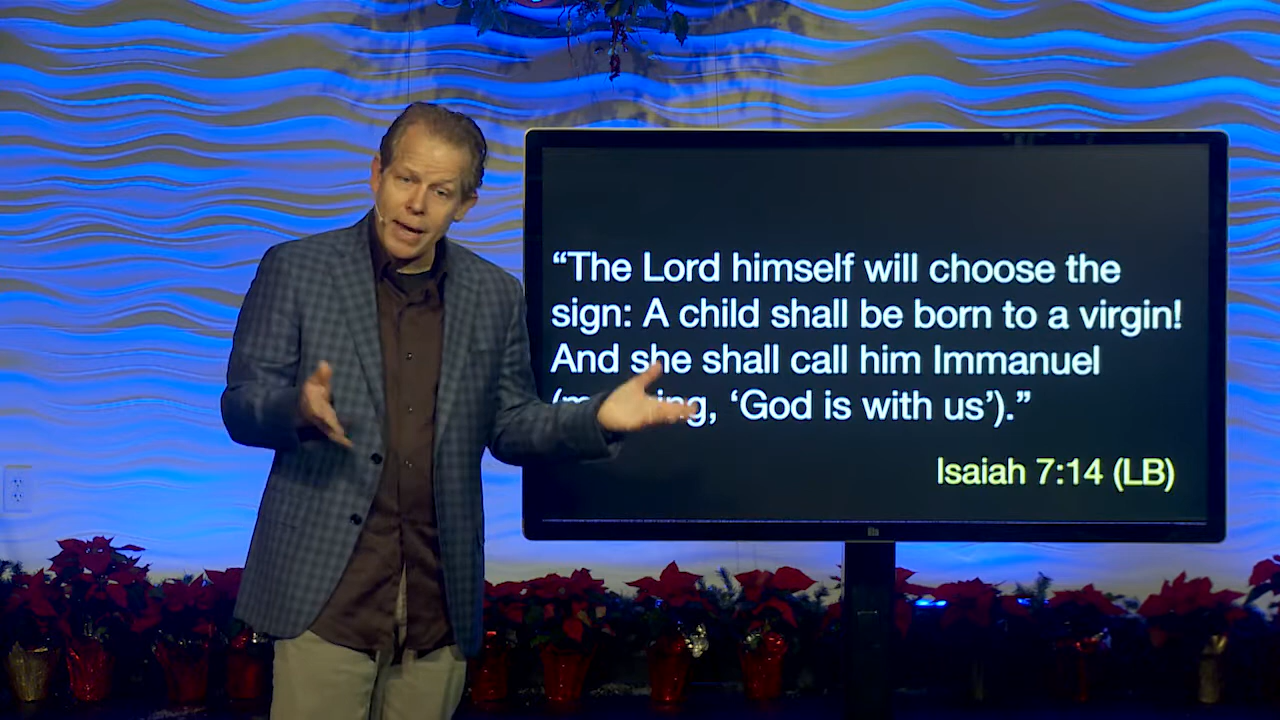 “The Lord himself will choose the
sign: A child shall be born to a virgin!
And she shall call him Immanuel
‘God is with us’).”
Isaiah 7:14 (LB)
Elo